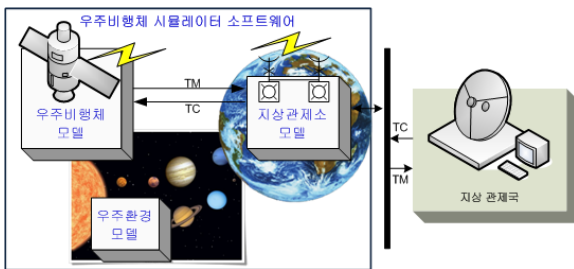 우주비행체 시뮬레이터 소프트웨어
우주비행체
모델
TM
TC
지상관제소
모델
우주환경
모델
TC
TM
지상 관제국